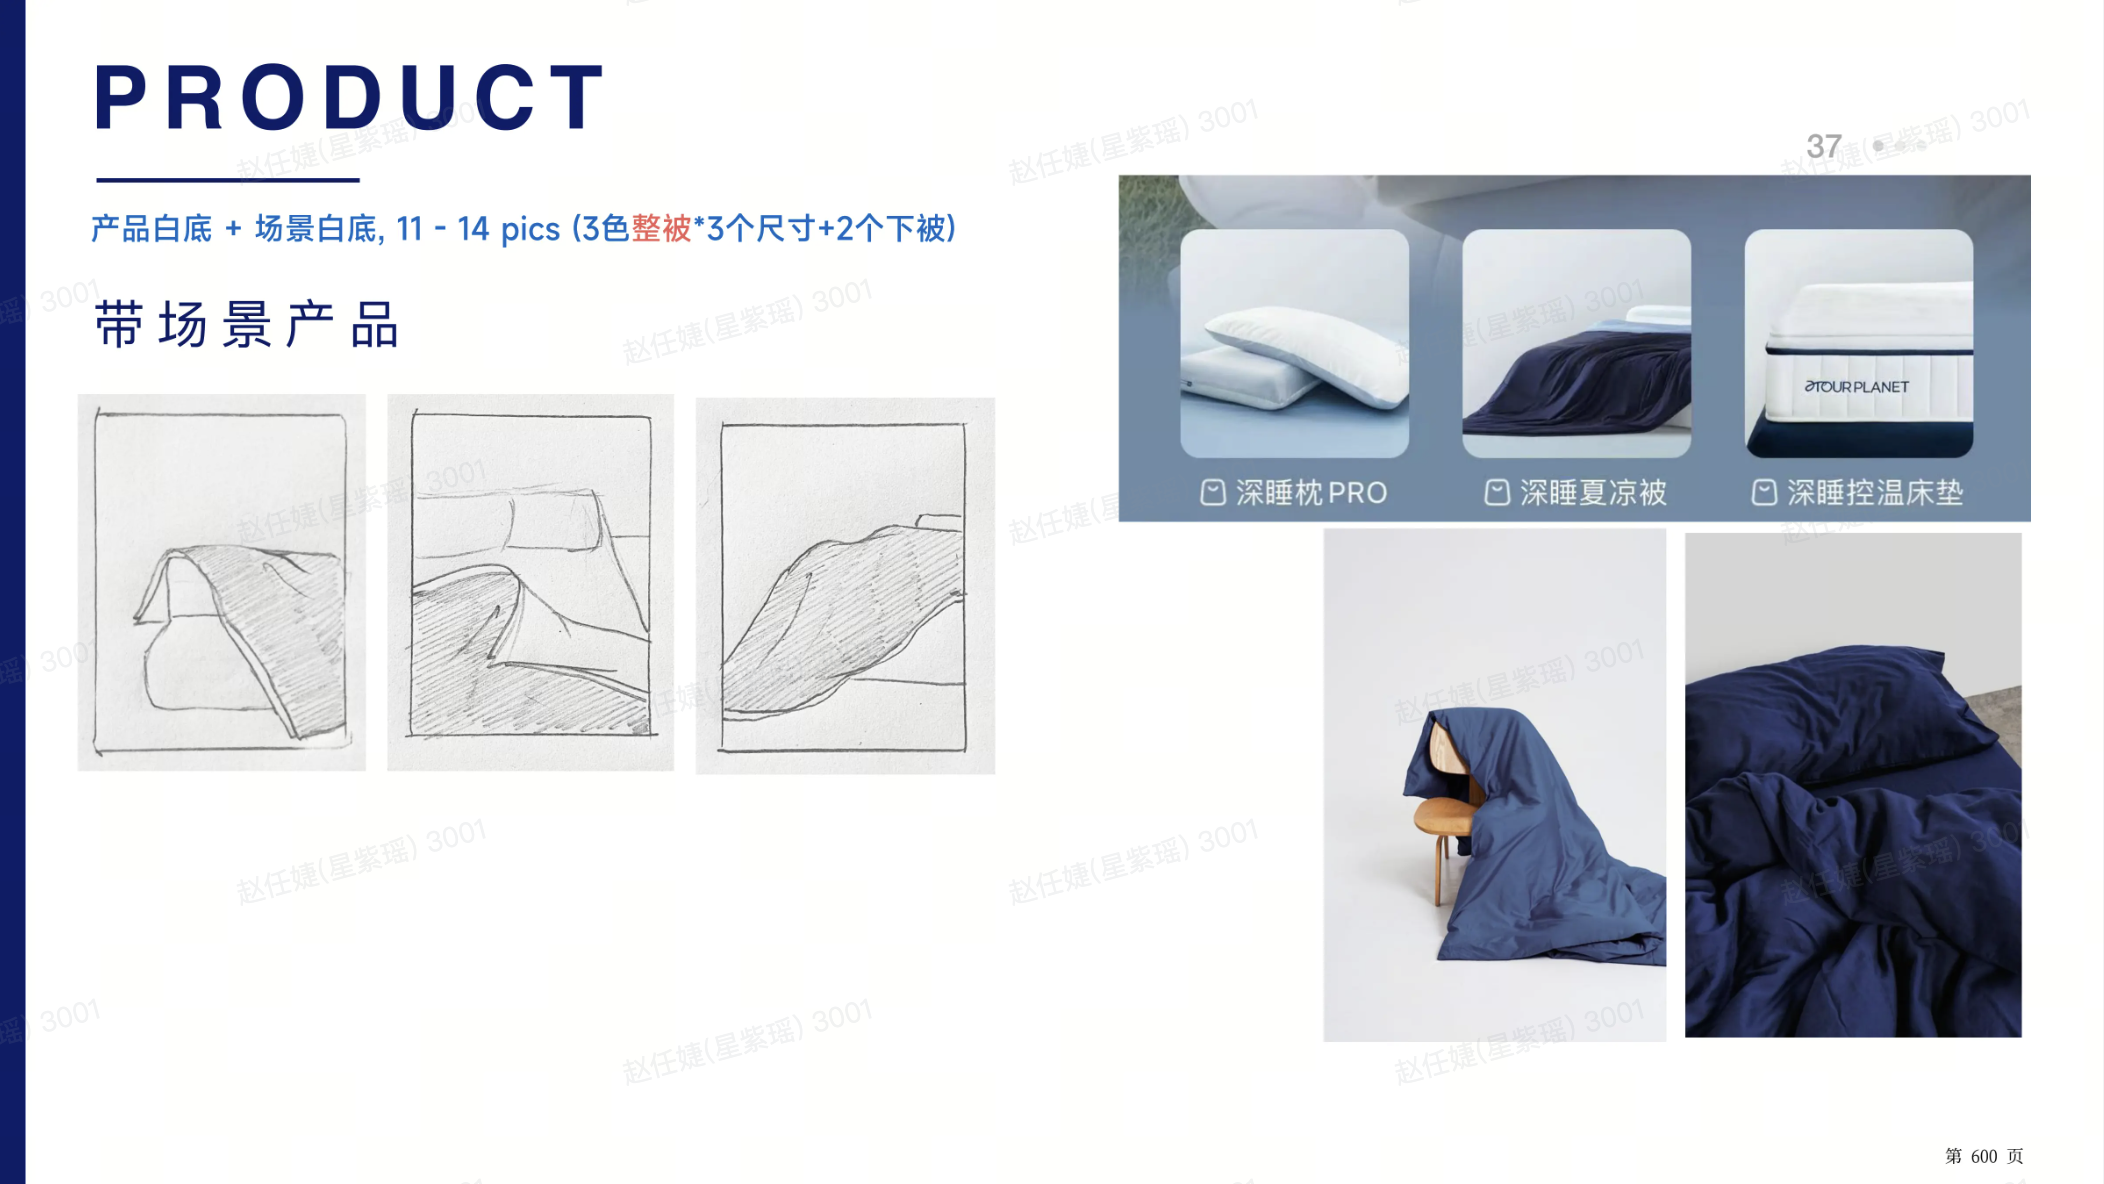 PRODUCT
产品白底 + 场景白底, 11 - 14 pics (3色整被*3个尺寸+2个下被)
带场景产品
37
ATOUR PLANET
深睡枕PRO
深睡夏凉被
深睡控温床垫
赵任婕(星紫瑶) 3001
第 600 页